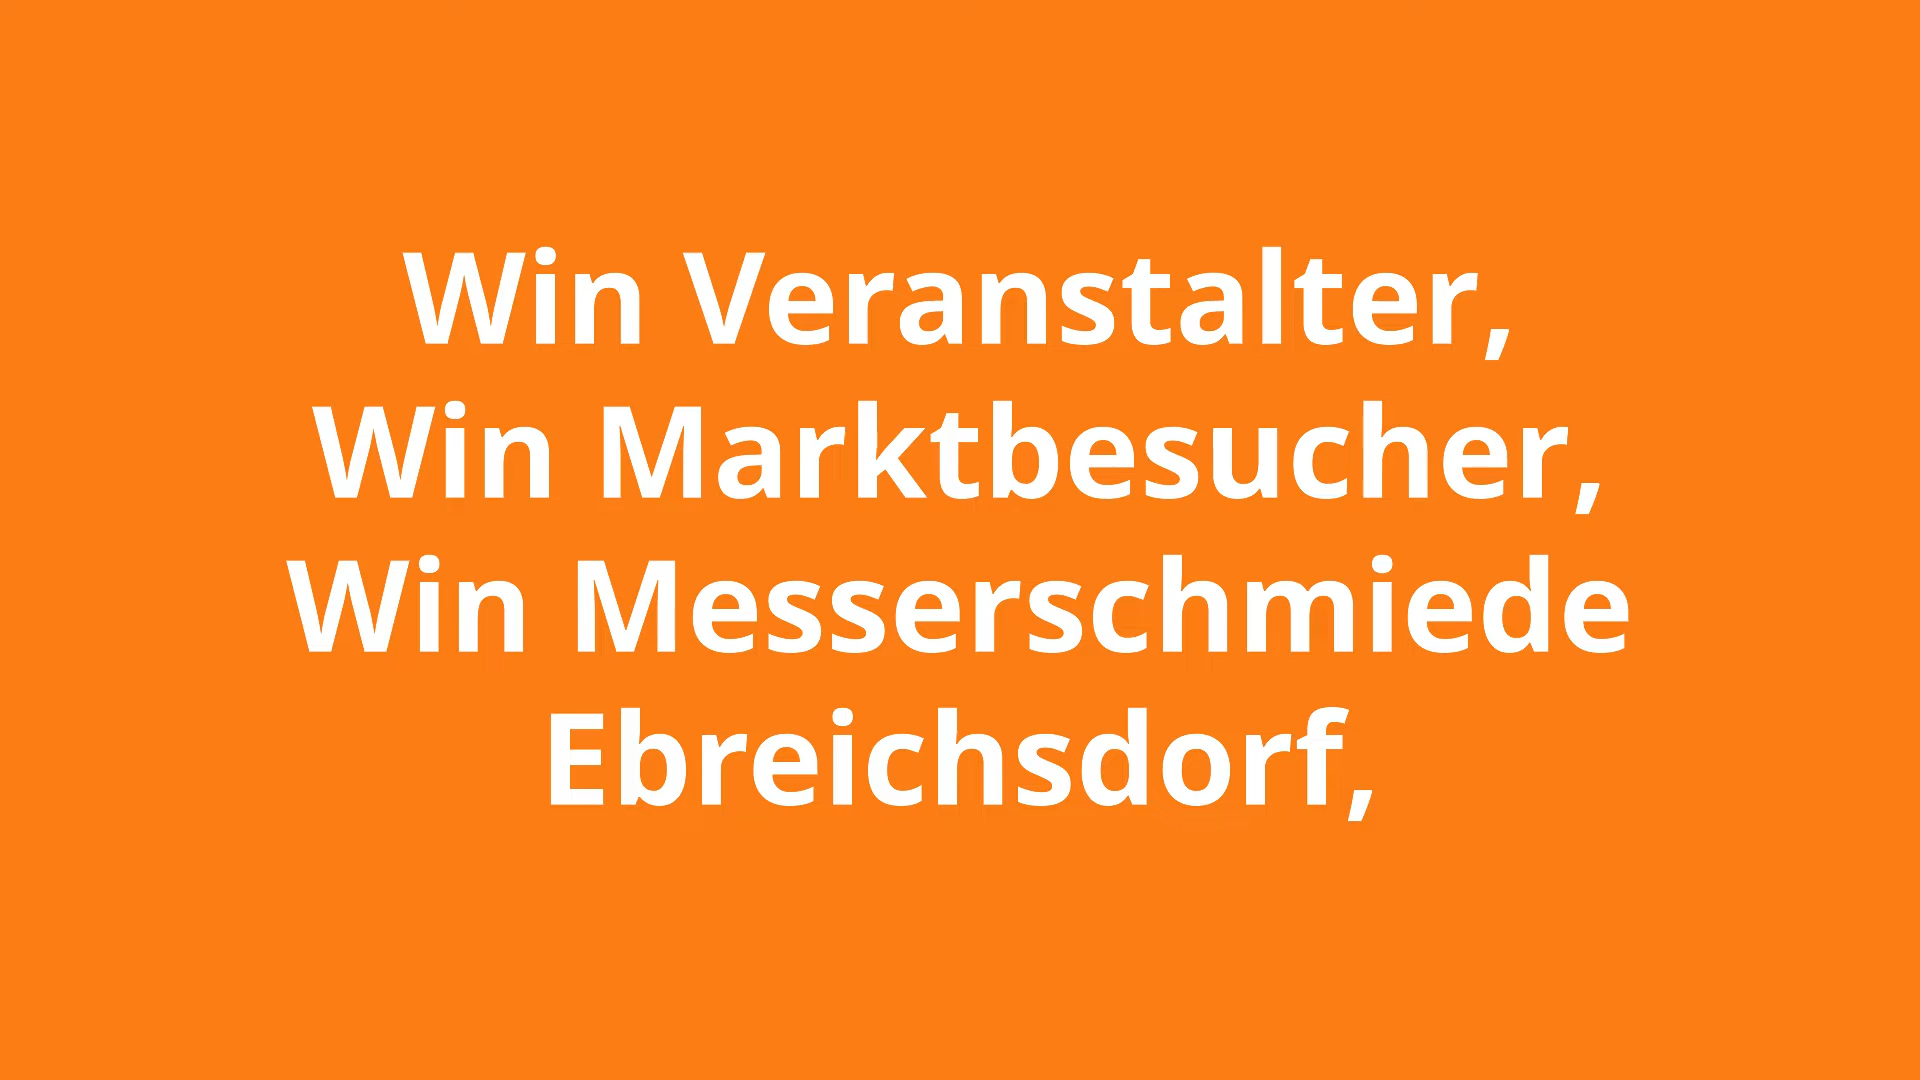 Win Veranstalter,
Win Marktbesucher,
Win Messerschmiede
Ebreichsdorf,